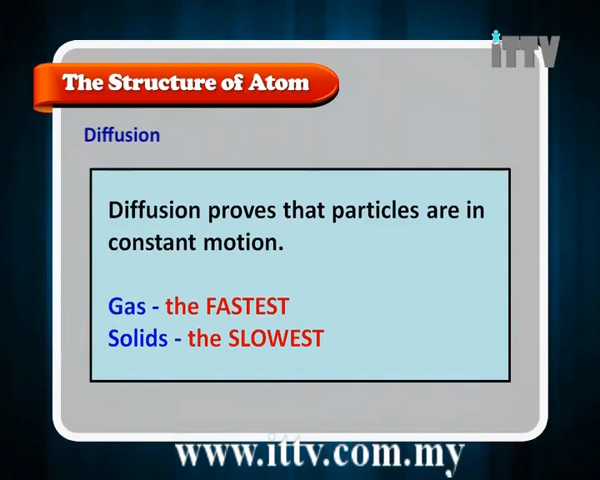 iTTV
The Structure of Atom
Diffusion
Diffusion proves that particles are in
constant motion.
Gas - the FASTEST
Solids - the SLOWEST
www.ittv.com.my